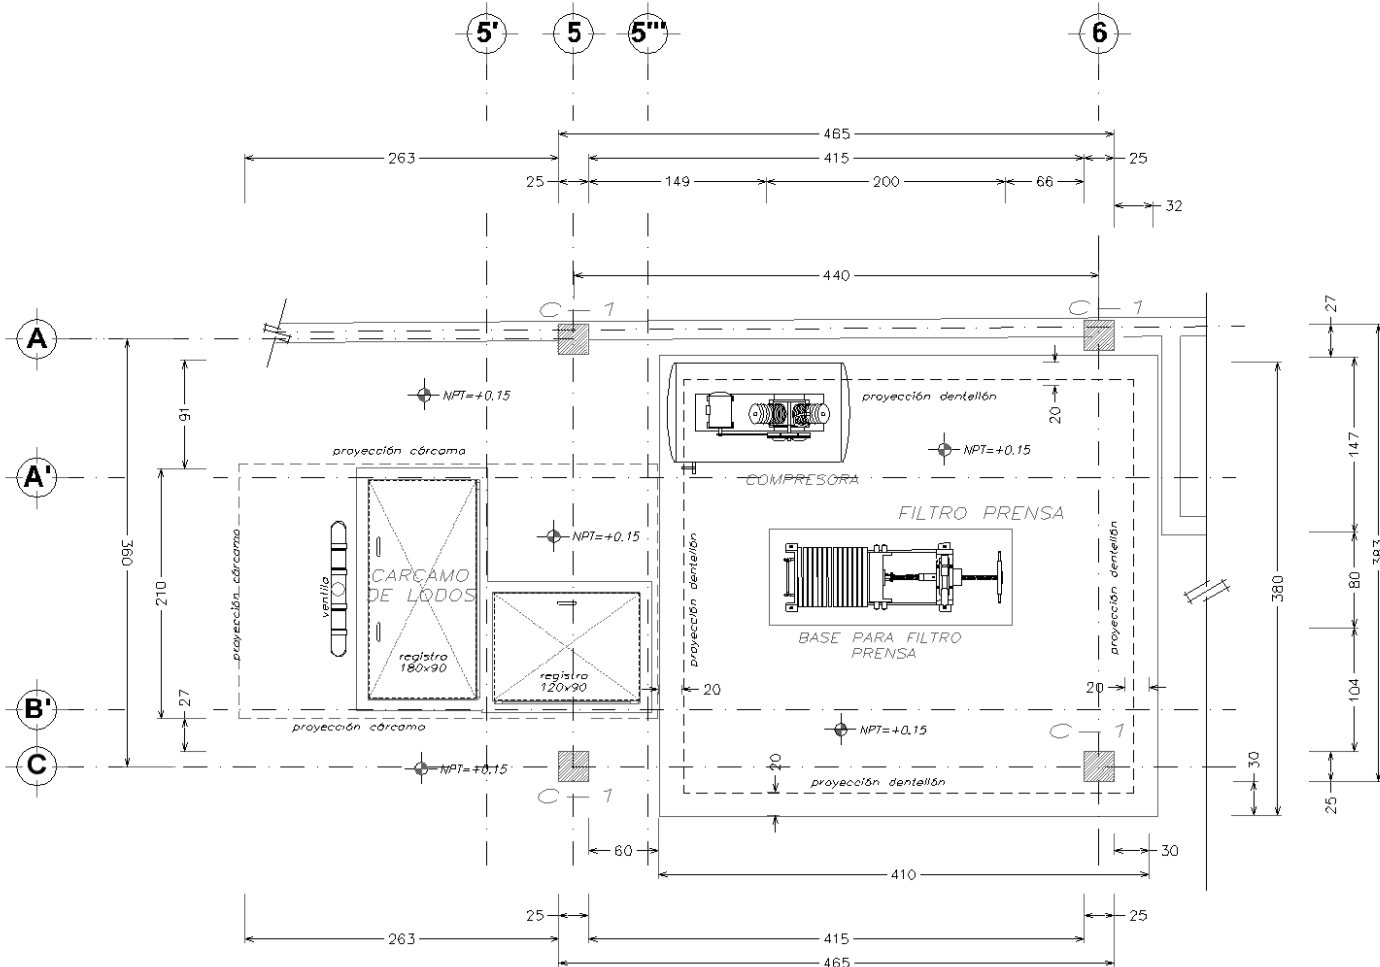 5' 5 5''' 6
465
263 415 25
25 149 200 66
32
440
C-1 C-1
27
A
NPT=+0.15
proyección dentellón
20
91
proyección cárcamo
NPT=+0.15
147
A'
COMPRESORA
FILTRO PRENSA
NPT=+0.15
360
210
proyección cárcamo
ventila
CARCAMO
DE LODOS
proyección dentellón
proyección dentellón
380
80
383
BASE PARA FILTRO
PRENSA
registro
180x90
registro
120x90
20
20
104
27
B'
proyección cárcamo
NPT=+0.15
C-1
C
NPT=+0.15
20
proyección dentellón
30
25
C-1
60 30
410
25 25
263 415
465